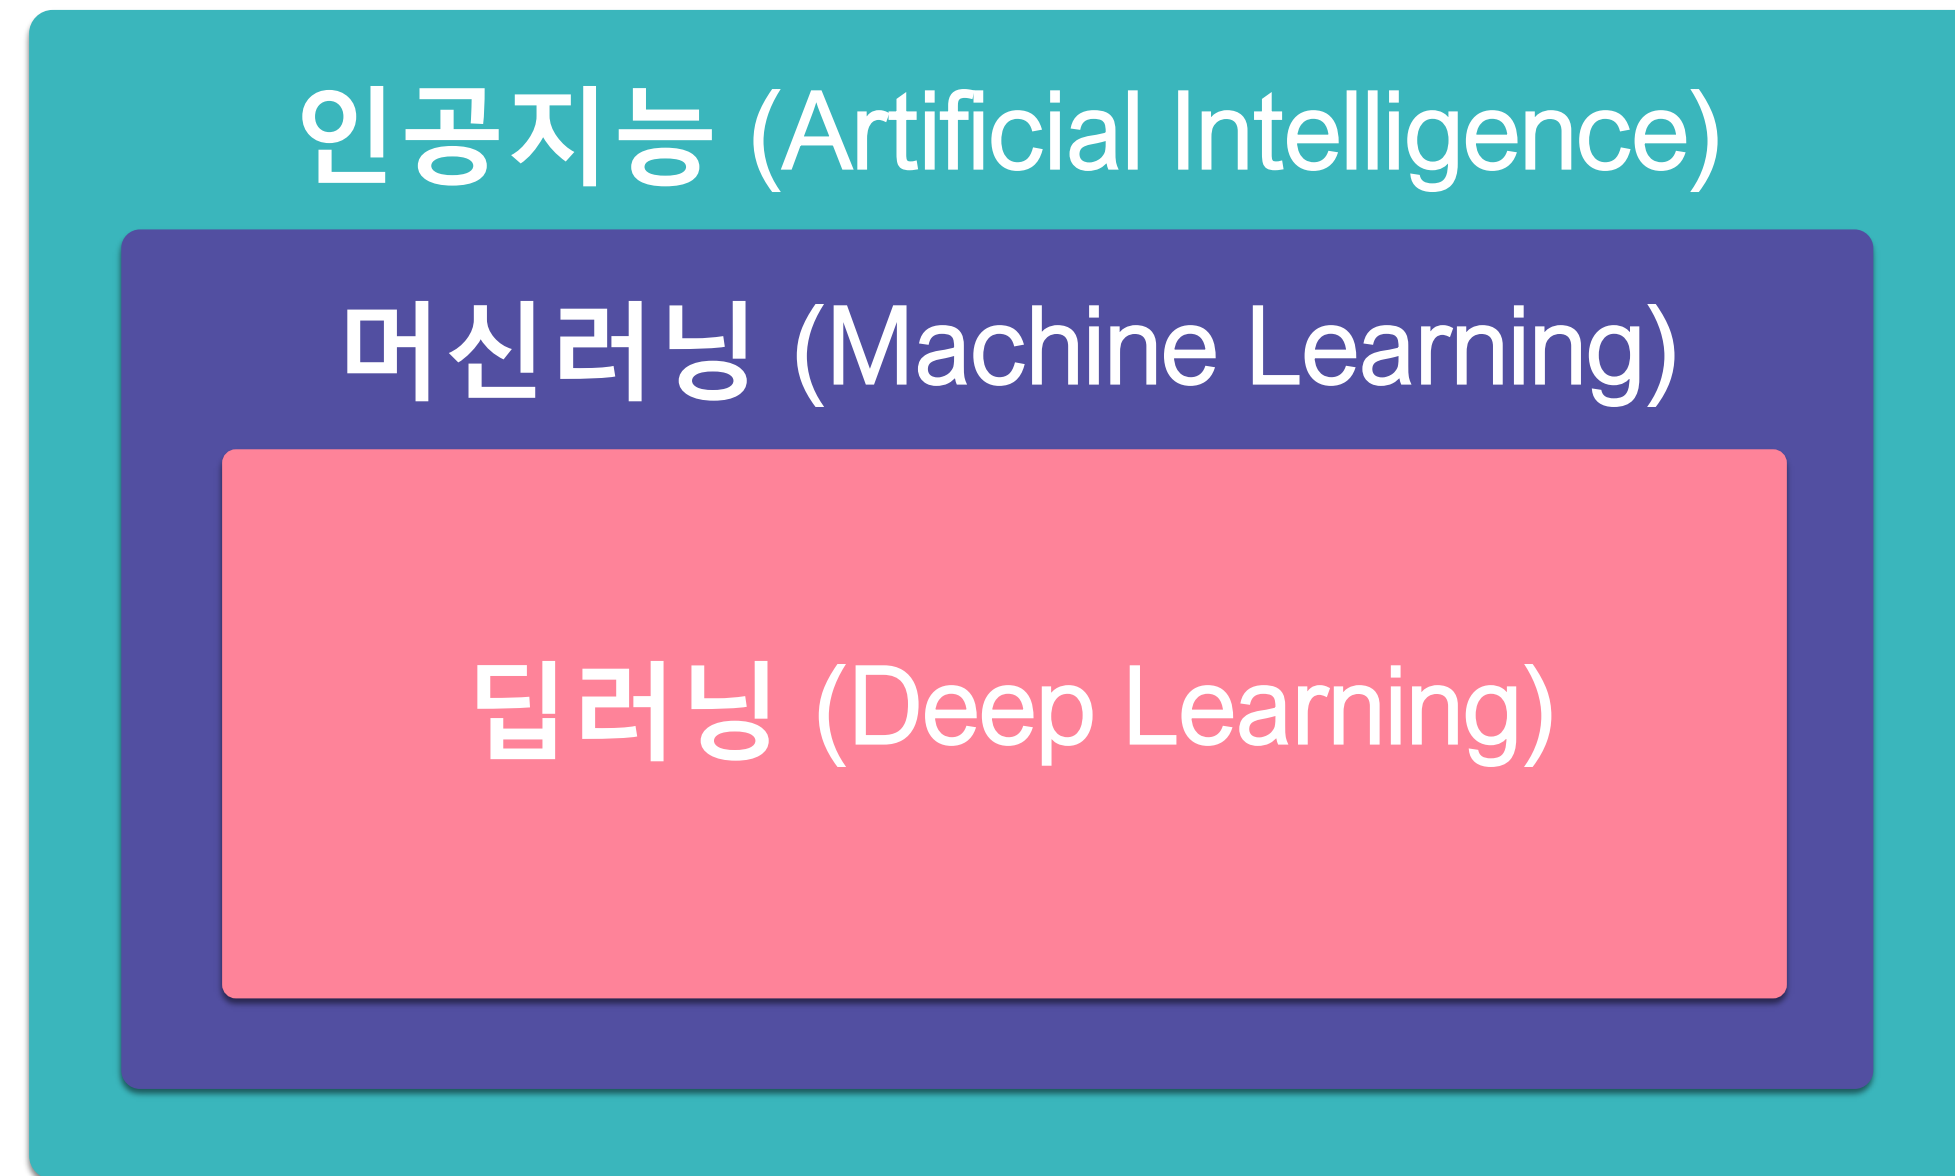 인공지능 (Artificial Intelligence)
머신러닝 (Machine Learning)
딥러닝 (Deep Learning)